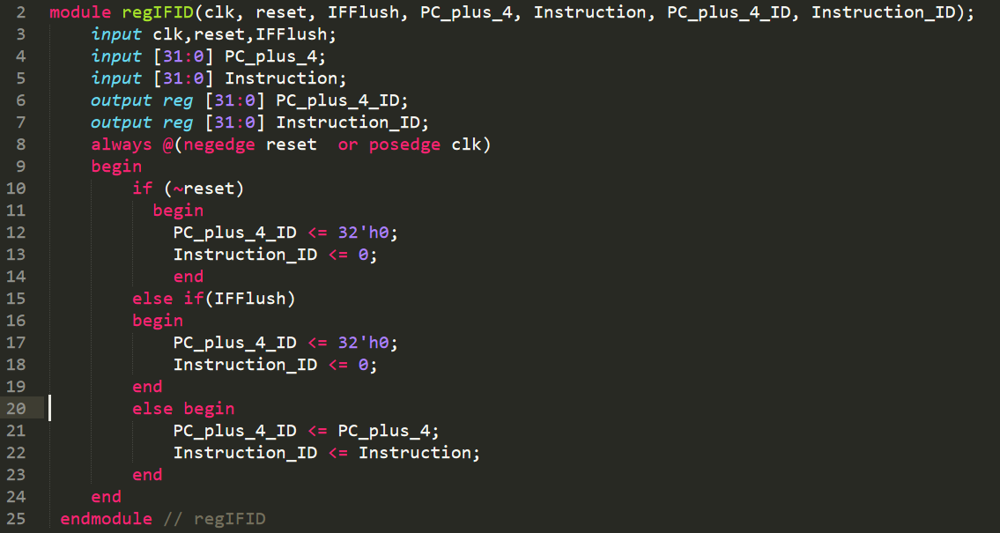 2 module regIFID(clk, reset, IFFlush, PC_plus_4, Instruction, PC_plus_4_ID, Instruction_ID);
3     input clk,reset,IFFlush;
4     input [31:0] PC_plus_4;
5     input [31:0] Instruction;
6     output reg [31:0] PC_plus_4_ID;
7     output reg [31:0] Instruction_ID;
8     always @(negedge reset  or posedge clk)
9     begin
10         if (~reset)
11           begin
12             PC_plus_4_ID <= 32'h0;
13             Instruction_ID <= 0;
14             end
15         else if(IFFlush)
16         begin
17             PC_plus_4_ID <= 32'h0;
18             Instruction_ID <= 0;
19         end
20         else begin
21             PC_plus_4_ID <= PC_plus_4;
22             Instruction_ID <= Instruction;
23         end
24     end
25  endmodule // regIFID